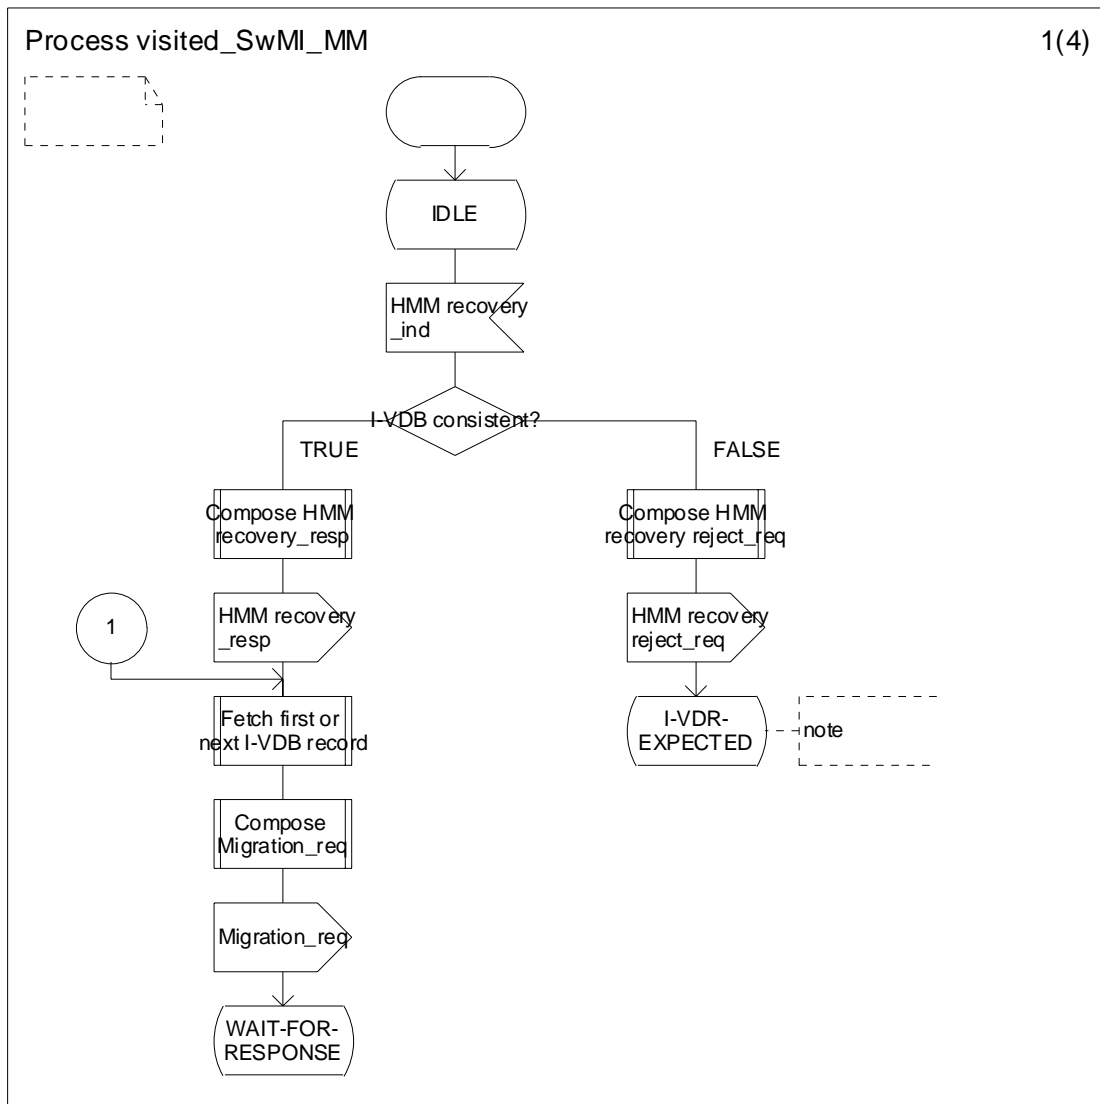 Process visited_SwMI_MM
1(4)
IDLE
HMM recovery
_ind
I-VDB consistent?
TRUE
FALSE
Compose HMM
recovery_resp
Compose HMM
recovery reject_req
1
HMM recovery
_resp
HMM recovery
reject_req
Fetch first or
next I-VDB record
I-VDR-
EXPECTED
note
Compose
Migration_req
Migration_req
WAIT-FOR-
RESPONSE